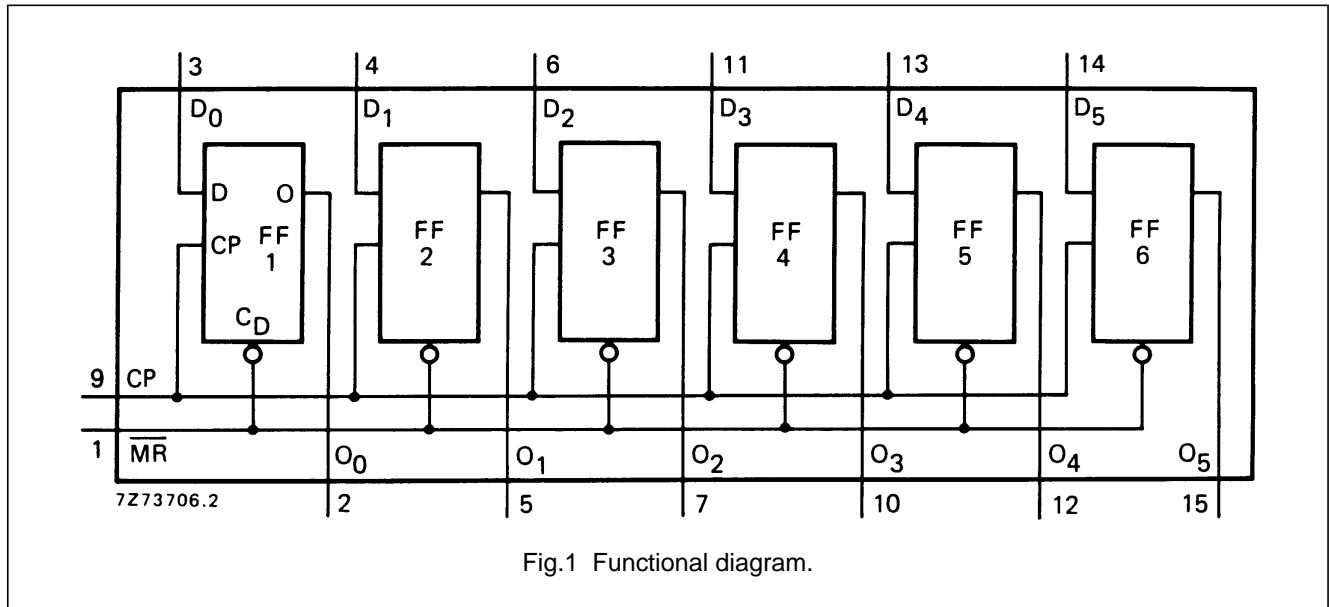 3 4 6 11 13 14
D0 D1 D2 D3 D4 D5
D O
CP FF 1
CD
FF 2
FF 3
FF 4
FF 5
FF 6
9 CP
1 MR O0 O1 O2 O3 O4 O5
7Z73706.2 2 5 7 10 12 15
Fig.1 Functional diagram.